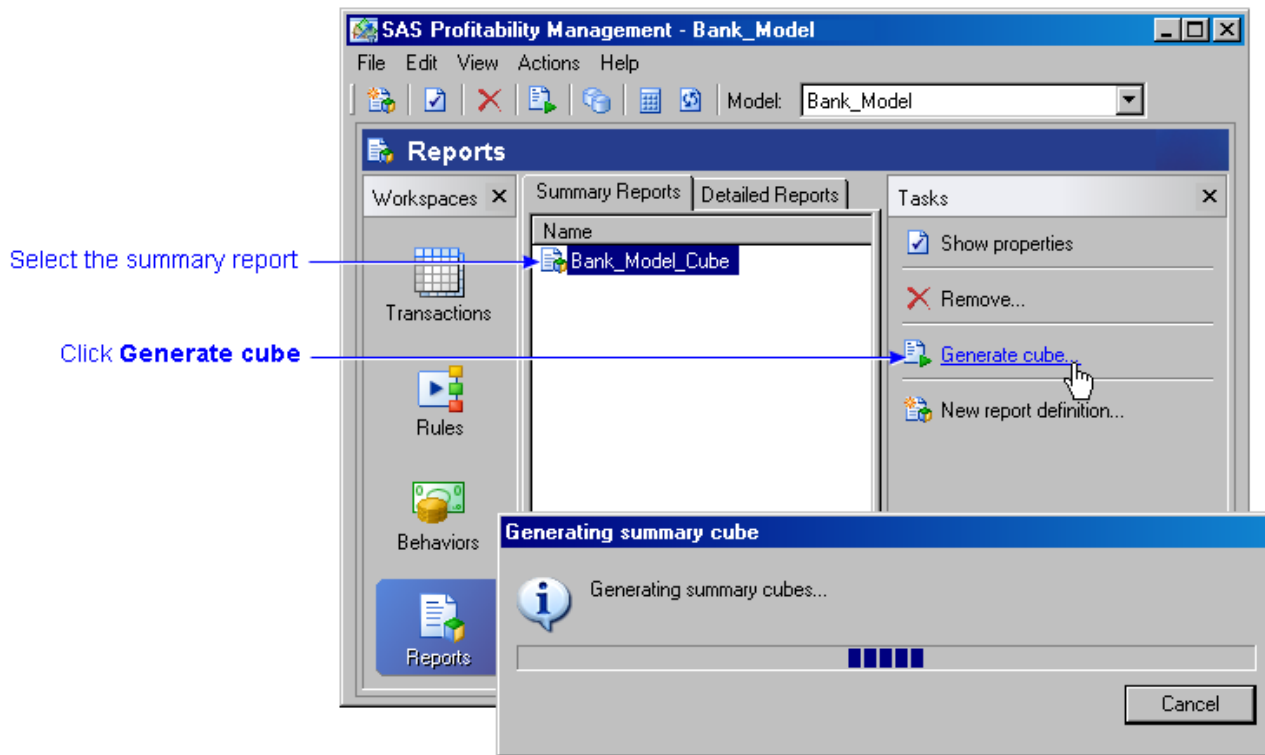 SAS Profitability Management - Bank_Model
File Edit View Actions Help
Model: Bank_Model
Reports
Workspaces
Summary Reports
Detailed Reports
Tasks
Name
Bank_Model_Cube
Show properties
Select the summary report
Transactions
Remove...
Click Generate cube
Generate cube...
Rules
New report definition...
Behaviors
Reports
Generating summary cube
Generating summary cubes...
Cancel